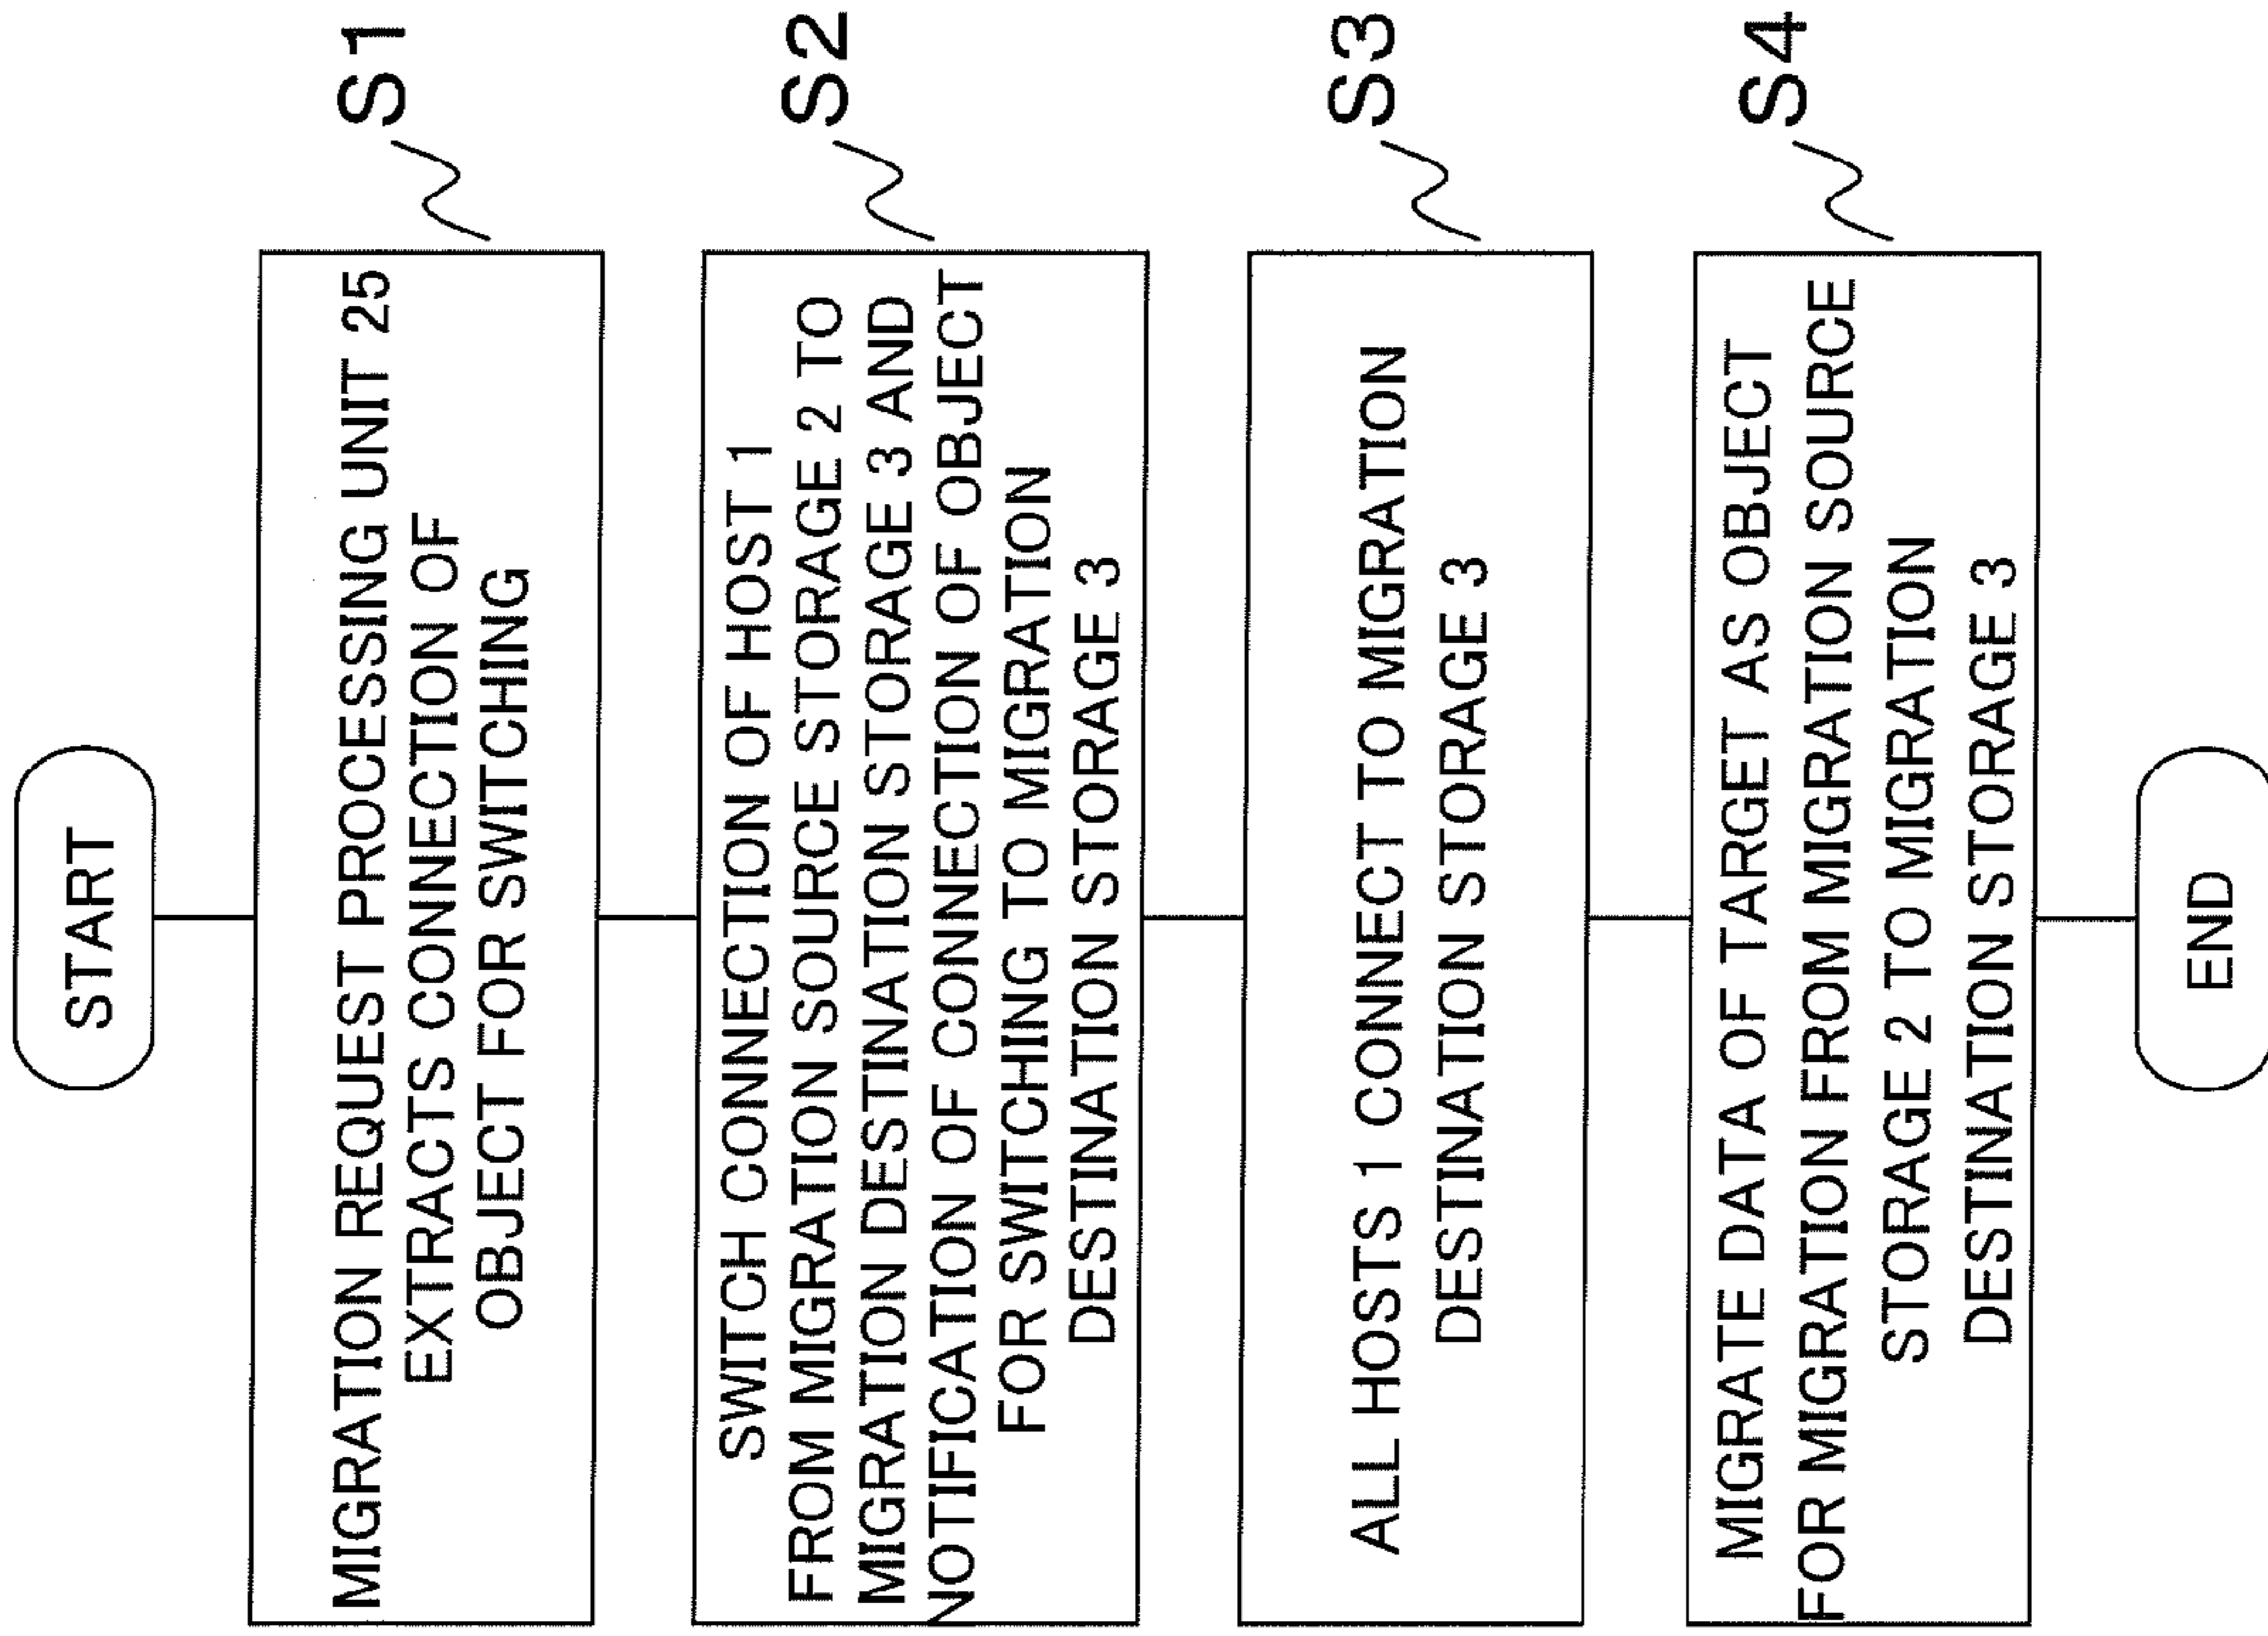 START
S1
MIGRATION REQUEST PROCESSING UNIT 25
EXTRACTS CONNECTION OF
OBJECT FOR SWITCHING
S2
SWITCH CONNECTION OF HOST 1
FROM MIGRATION SOURCE STORAGE 2 TO
MIGRATION DESTINATION STORAGE 3 AND
NOTIFICATION OF CONNECTION OF OBJECT
FOR SWITCHING TO MIGRATION
DESTINATION STORAGE 3
S3
ALL HOSTS 1 CONNECT TO MIGRATION
DESTINATION STORAGE 3
S4
MIGRATE DATA OF TARGET AS OBJECT
FOR MIGRATION FROM MIGRATION SOURCE
STORAGE 2 TO MIGRATION
DESTINATION STORAGE 3
END